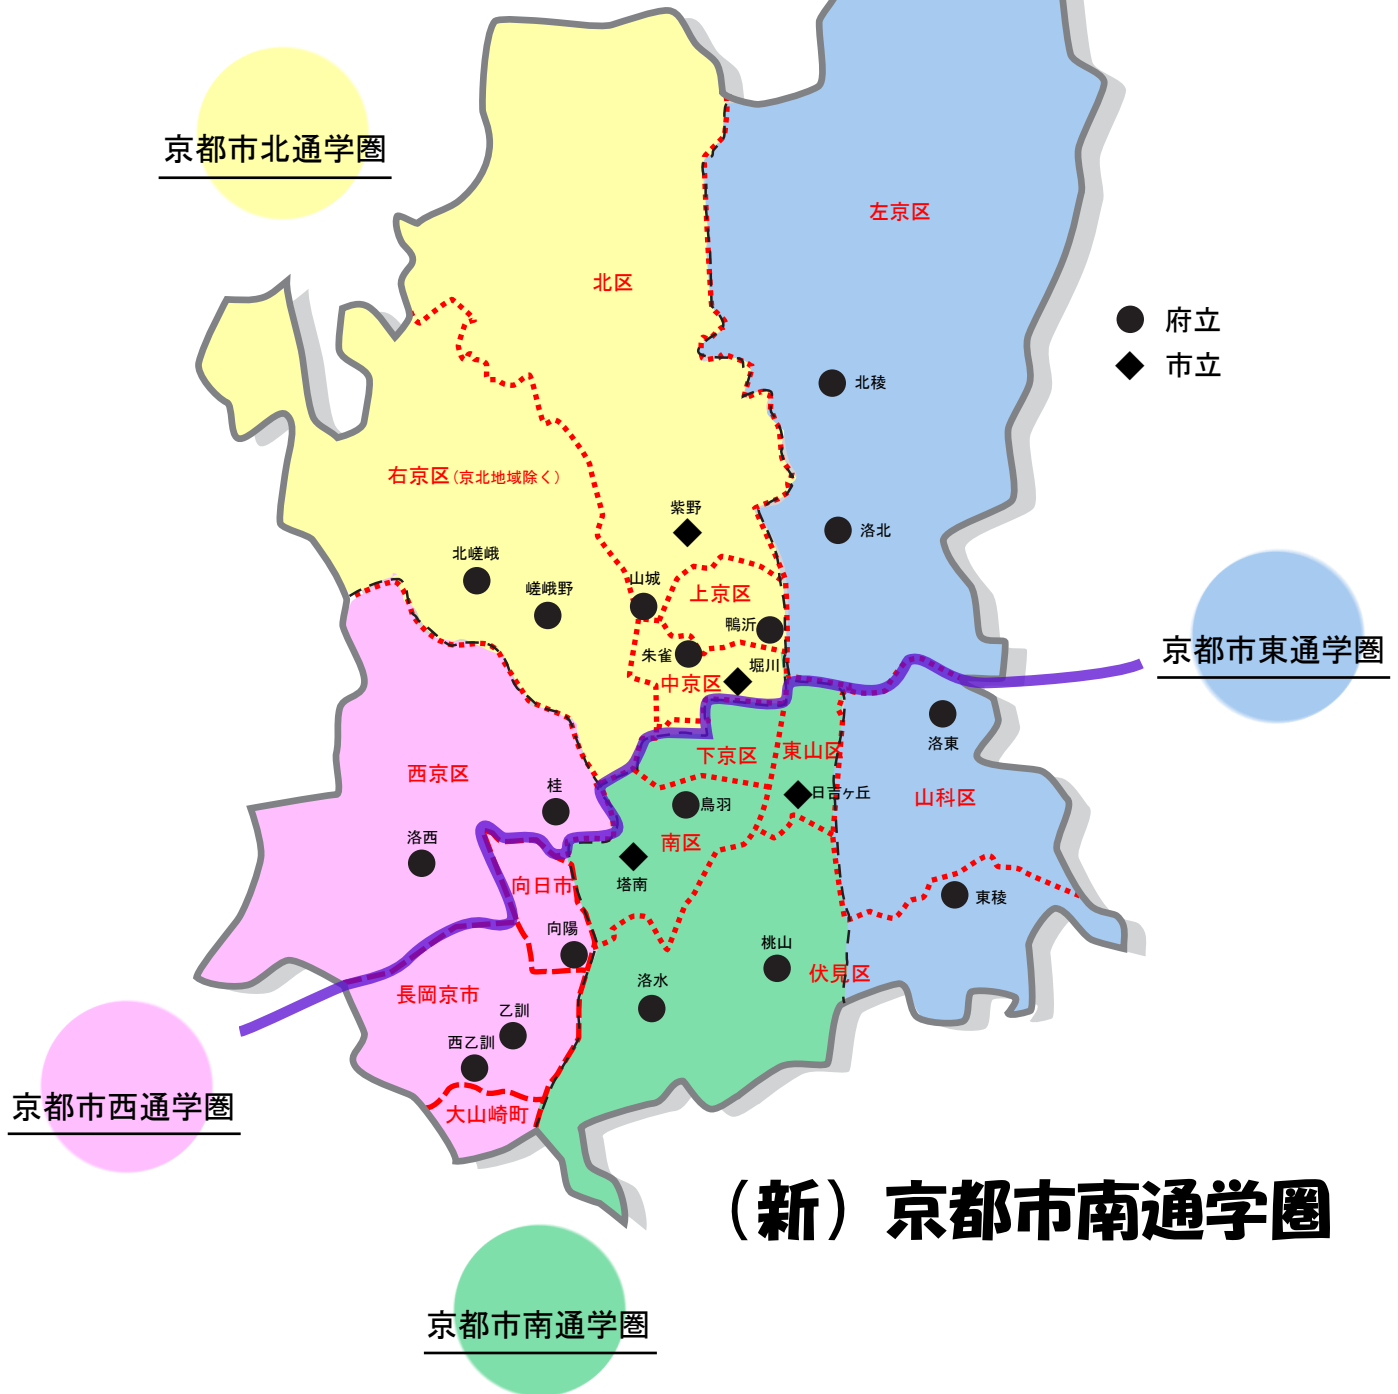 京都市北通学圏
左京区
北区
府立
市立
北稜
右京区(京北地域除く)
紫野
洛北
北嵯峨
嵯峨野
山城
上京区
鴨沂
朱雀
堀川
中京区
京都市東通学圏
洛東
下京区
東山区
西京区
桂
鳥羽
日吉ヶ丘
山科区
洛西
南区
塔南
向日市
東稜
向陽
桃山
伏見区
洛水
長岡京市
乙訓
西乙訓
大山崎町
京都市西通学圏
(新)京都市南通学圏
京都市南通学圏